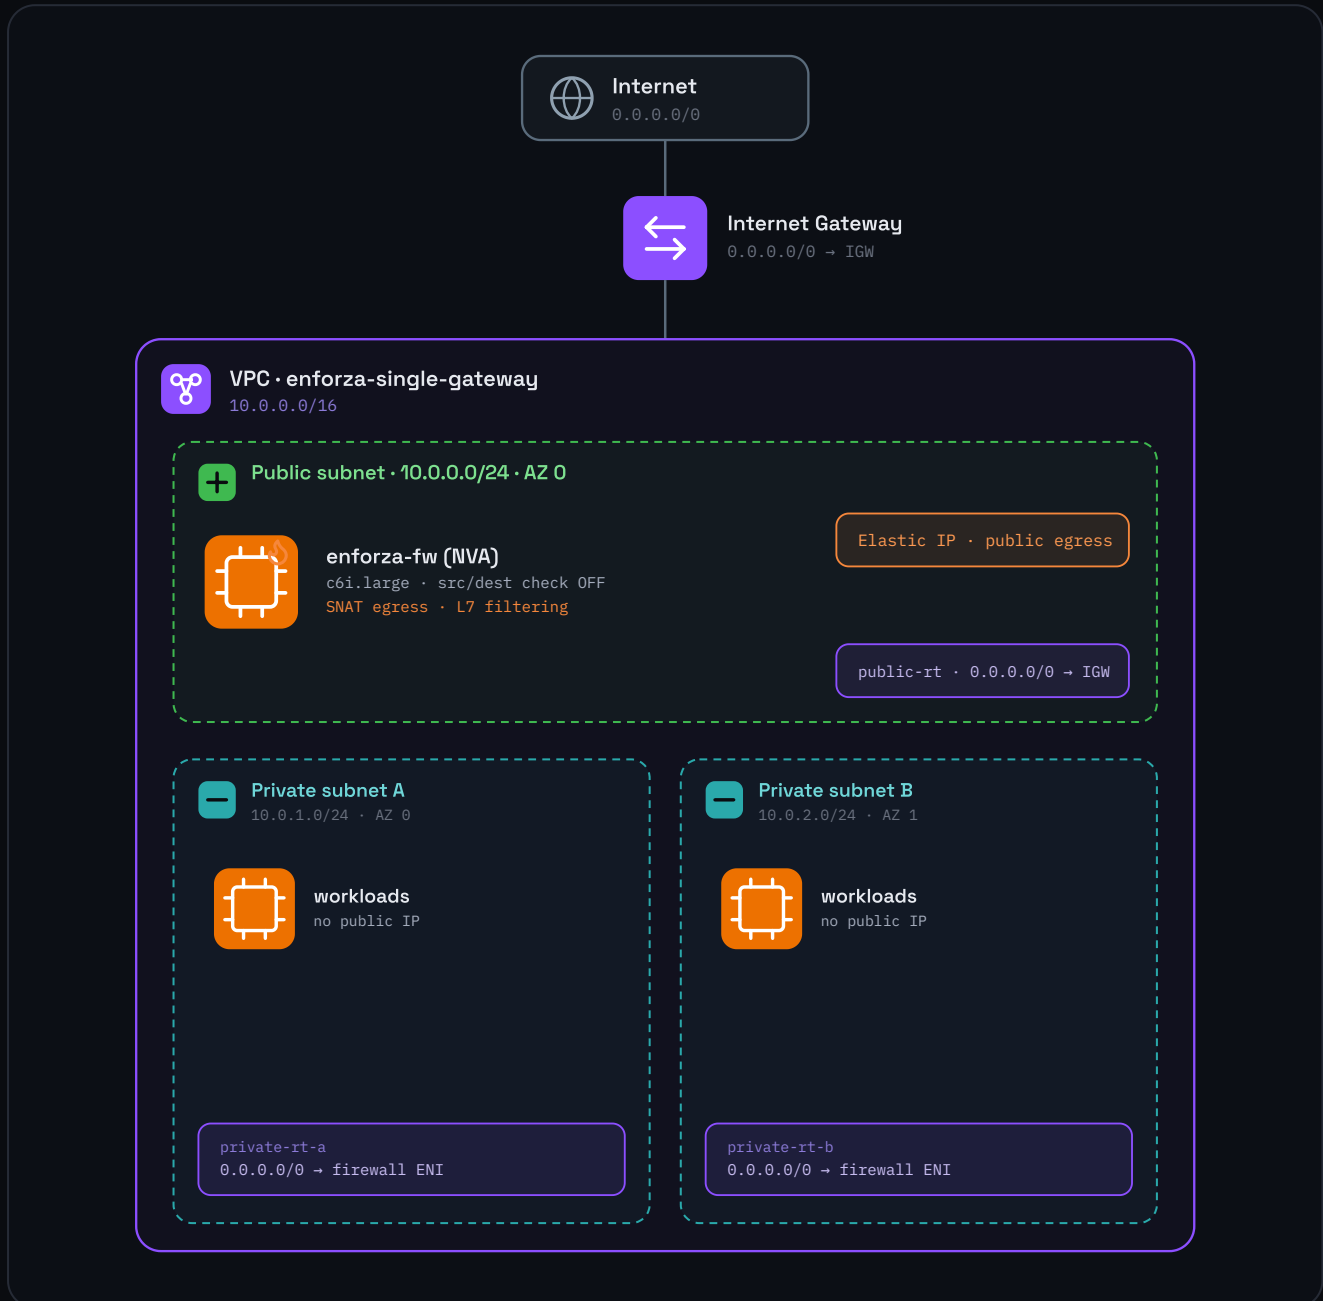 Internet
0.0.0.0/0
Internet Gateway
0.0.0.0/0 → IGW
VPC · enforza-single-gateway
10.0.0.0/16
Public subnet · 10.0.0.0/24 · AZ 0
enforza-fw (NVA)
c6i.large · src/dest check OFF
SNAT egress · L7 filtering
Elastic IP · public egress
public-rt · 0.0.0.0/0 → IGW
Private subnet A
10.0.1.0/24 · AZ 0
workloads
no public IP
private-rt-a
0.0.0.0/0 → firewall ENI
Private subnet B
10.0.2.0/24 · AZ 1
workloads
no public IP
private-rt-b
0.0.0.0/0 → firewall ENI